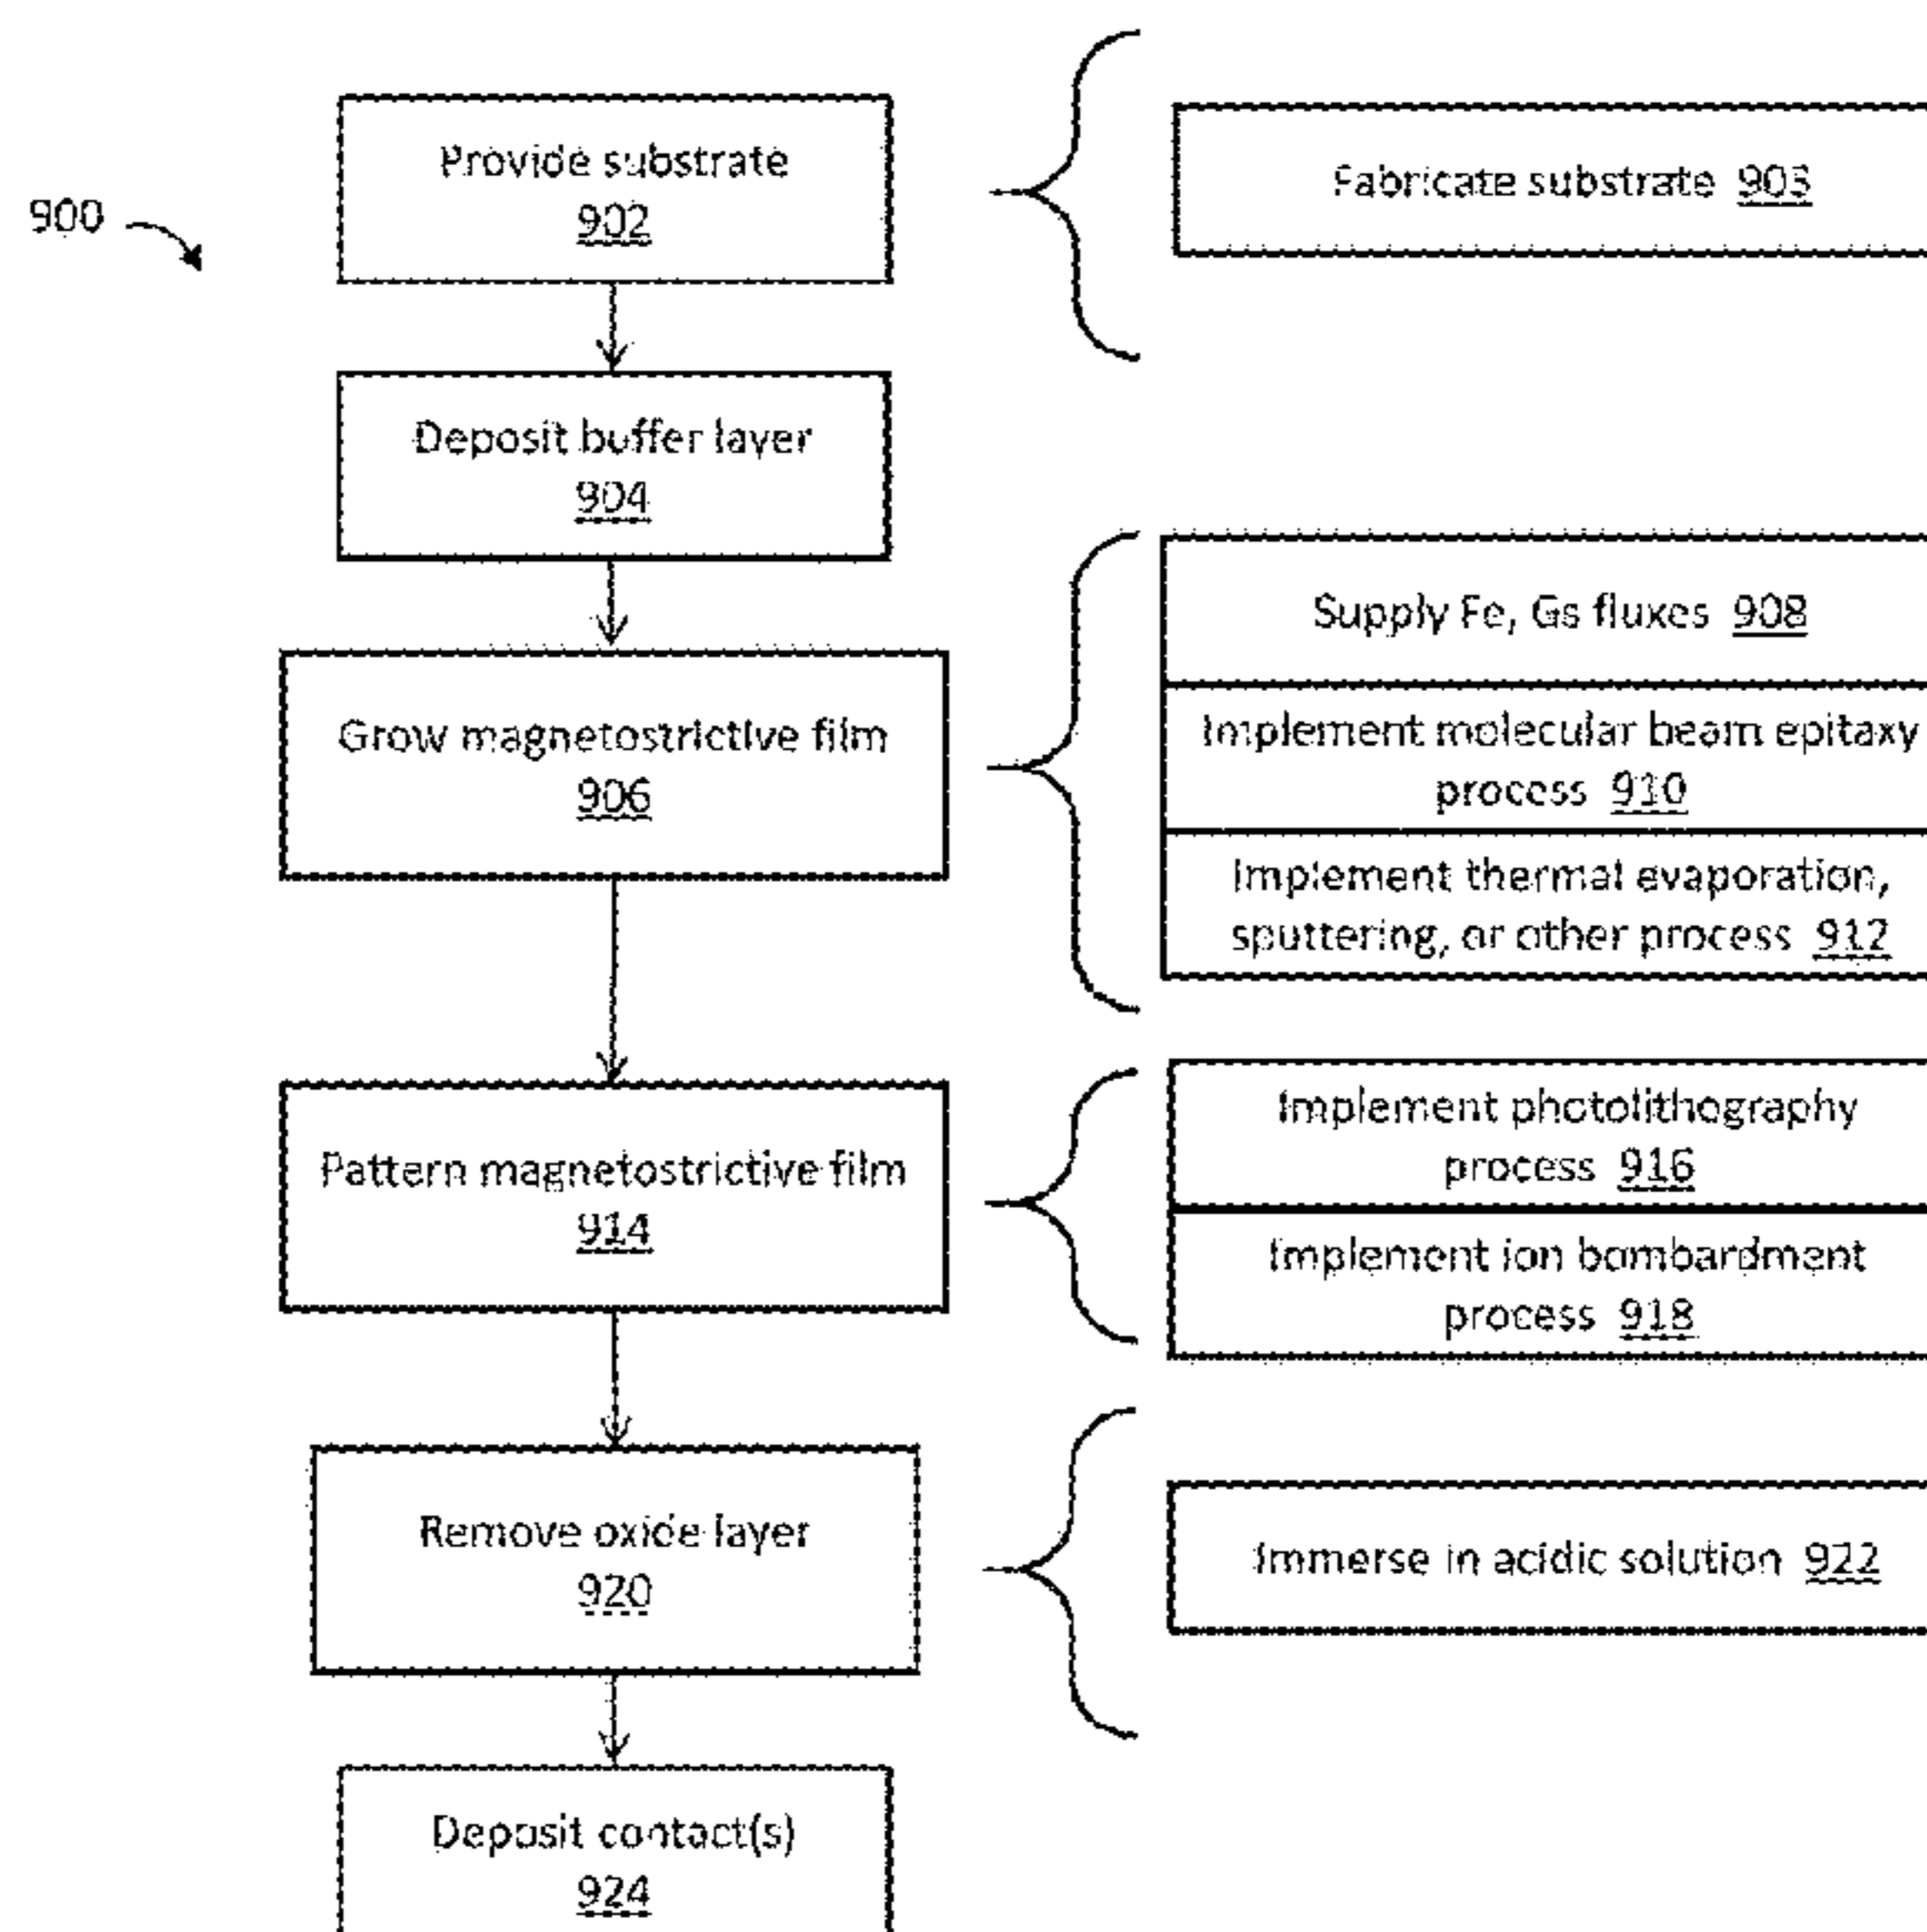 900
Provide substrate
902
Fabricate substrate 903
Deposit buffer layer
904
Grow magnetostrictive film
906
Supply Fe, Gs fluxes 908
Implement molecular beam epitaxy
process 910
Implement thermal evaporation,
sputtering, or other process 912
Pattern magnetostrictive film
914
Implement photolithography
process 916
Implement ion bombardment
process 918
Remove oxide layer
920
Immerse in acidic solution 922
Deposit contact(s)
924